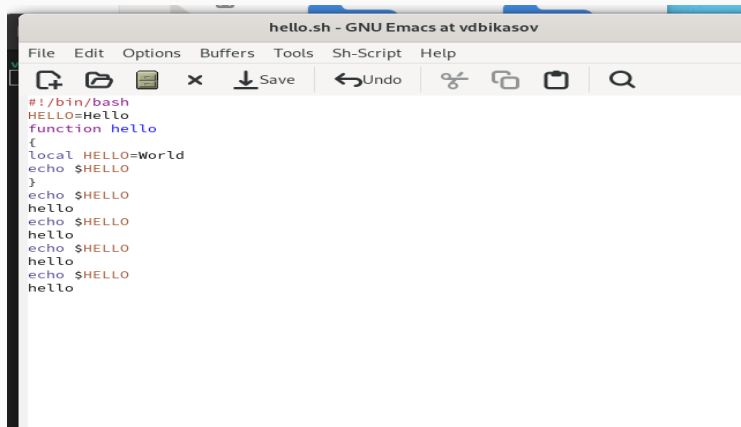 hello.sh - GNU Emacs at vdbikasov
File Edit Options Buffers Tools Sh-Script Help
Save Undo
#!/bin/bash
HELLO=Hello
function hello
{
local HELLO=World
echo $HELLO
}
echo $HELLO
hello
echo $HELLO
hello
echo $HELLO
hello
echo $HELLO
hello